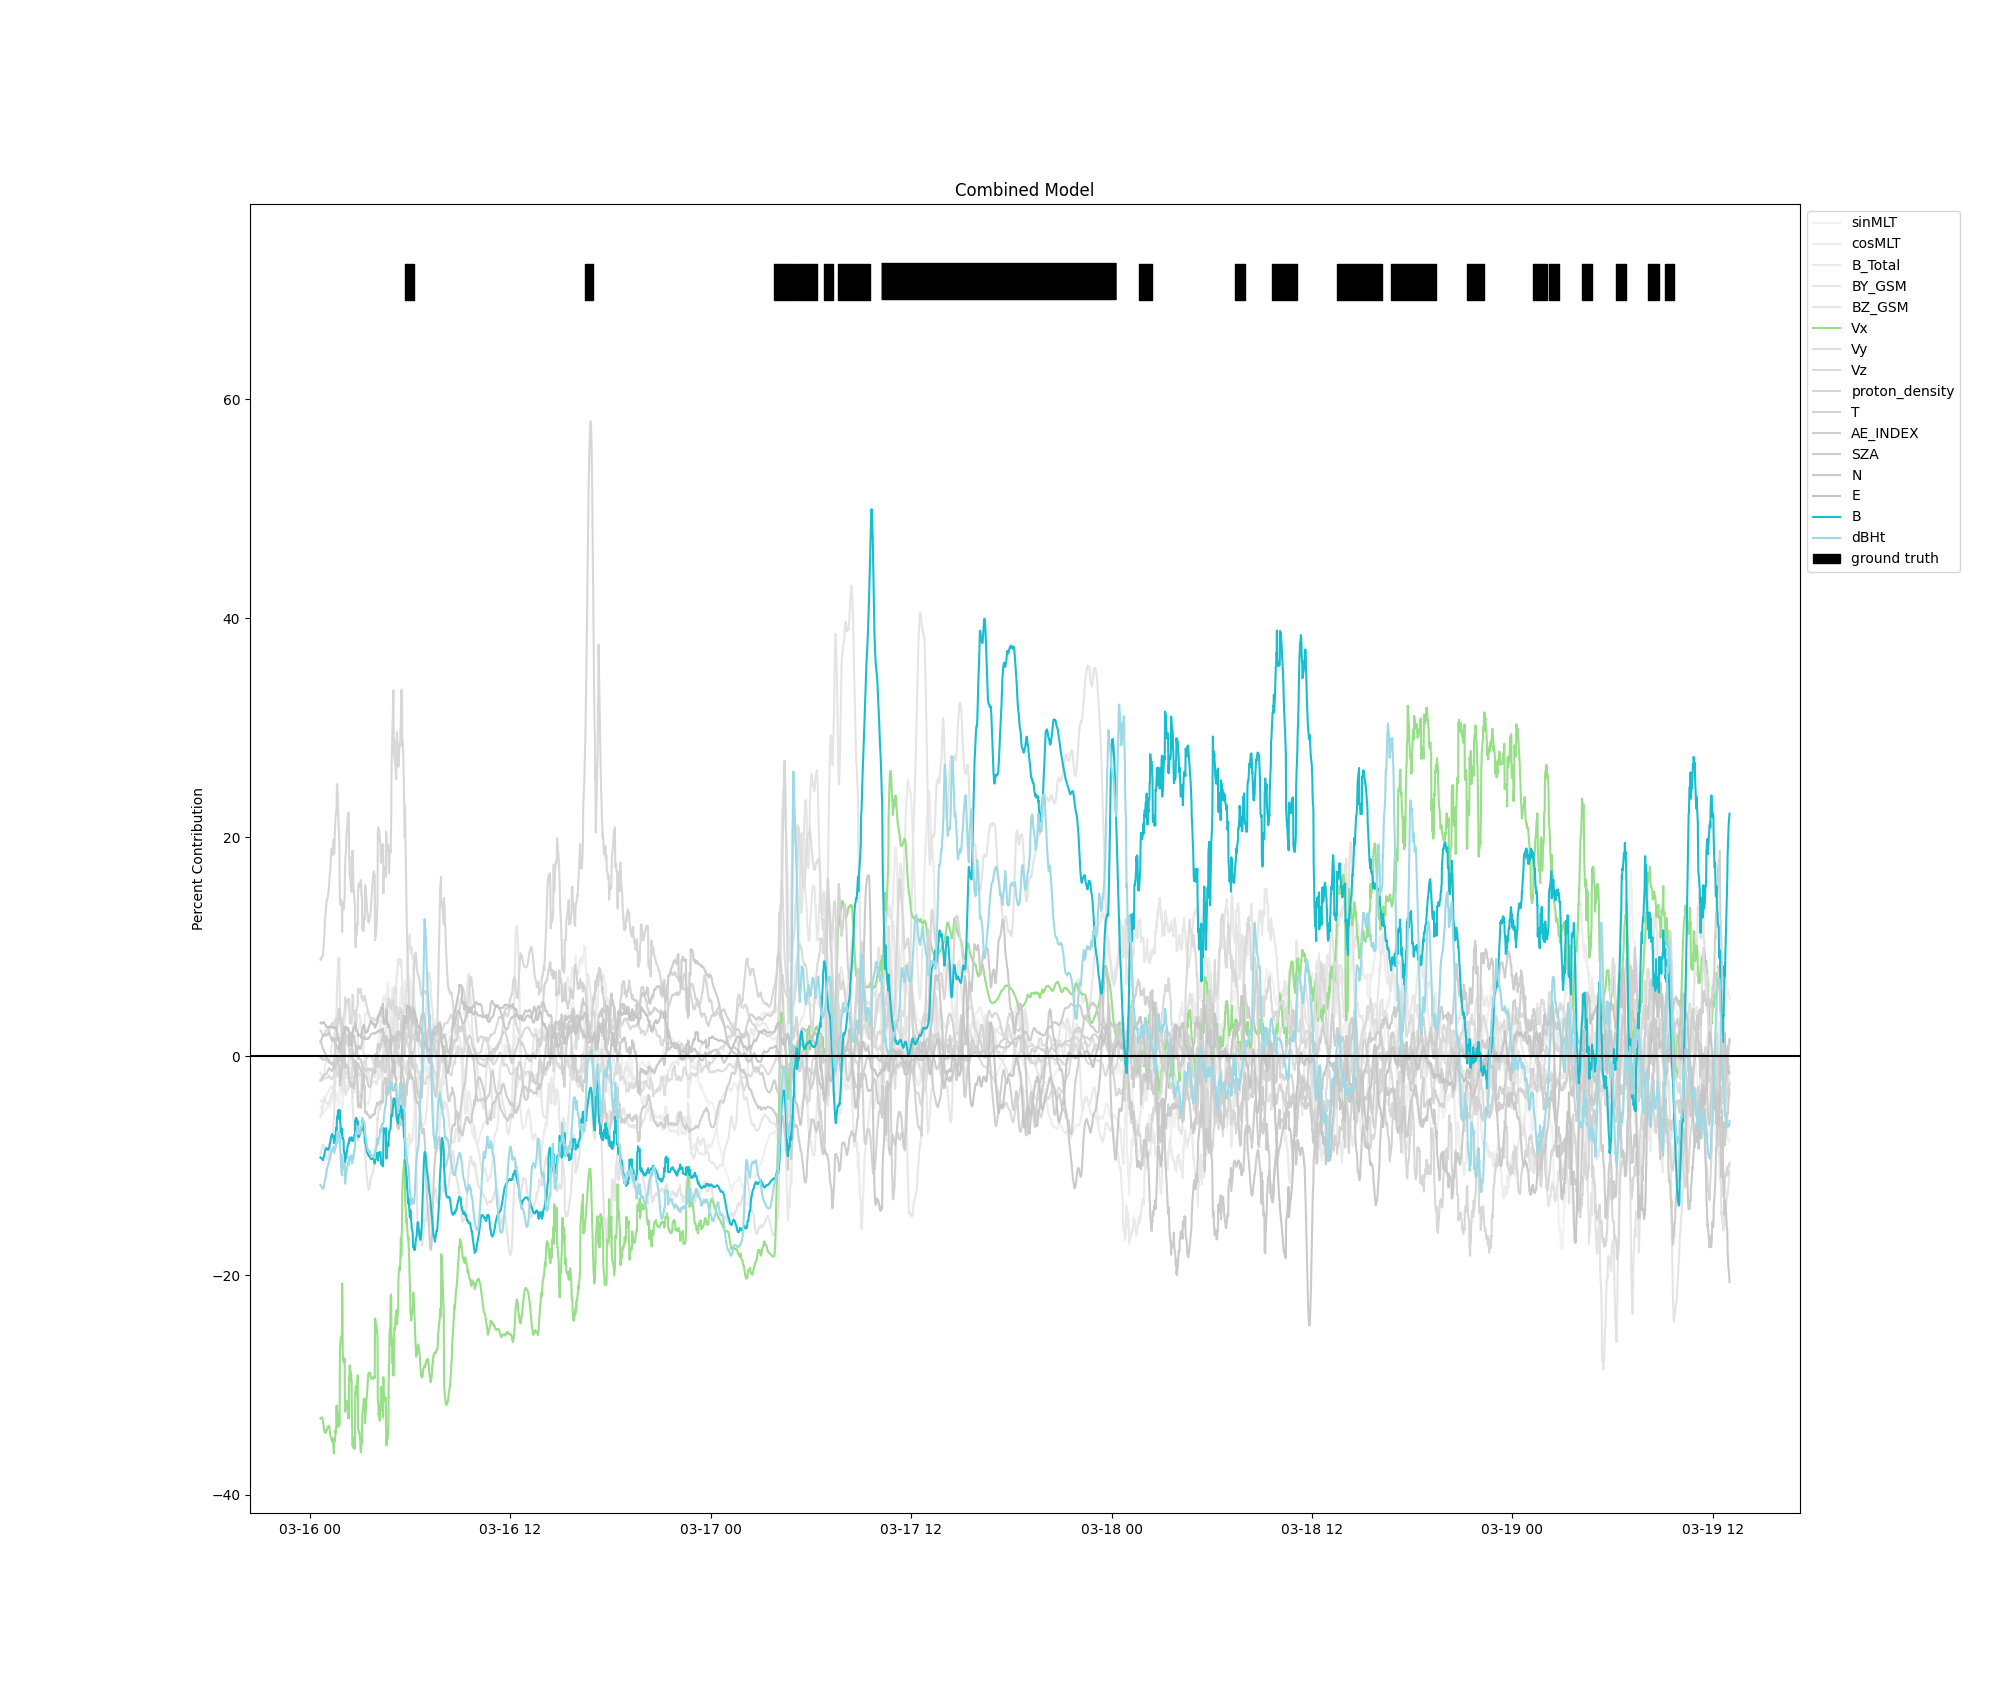 Combined Model
sinMLT
cosMLT
B_Total
BY_GSM
BZ_GSM
Vx
Vy
Vz
proton_density
T
AE_INDEX
SZA
N
E
B
dBHt
ground truth
Percent Contribution
60
40
20
0
−20
−40
03-16 00
03-16 12
03-17 00
03-17 12
03-18 00
03-18 12
03-19 00
03-19 12